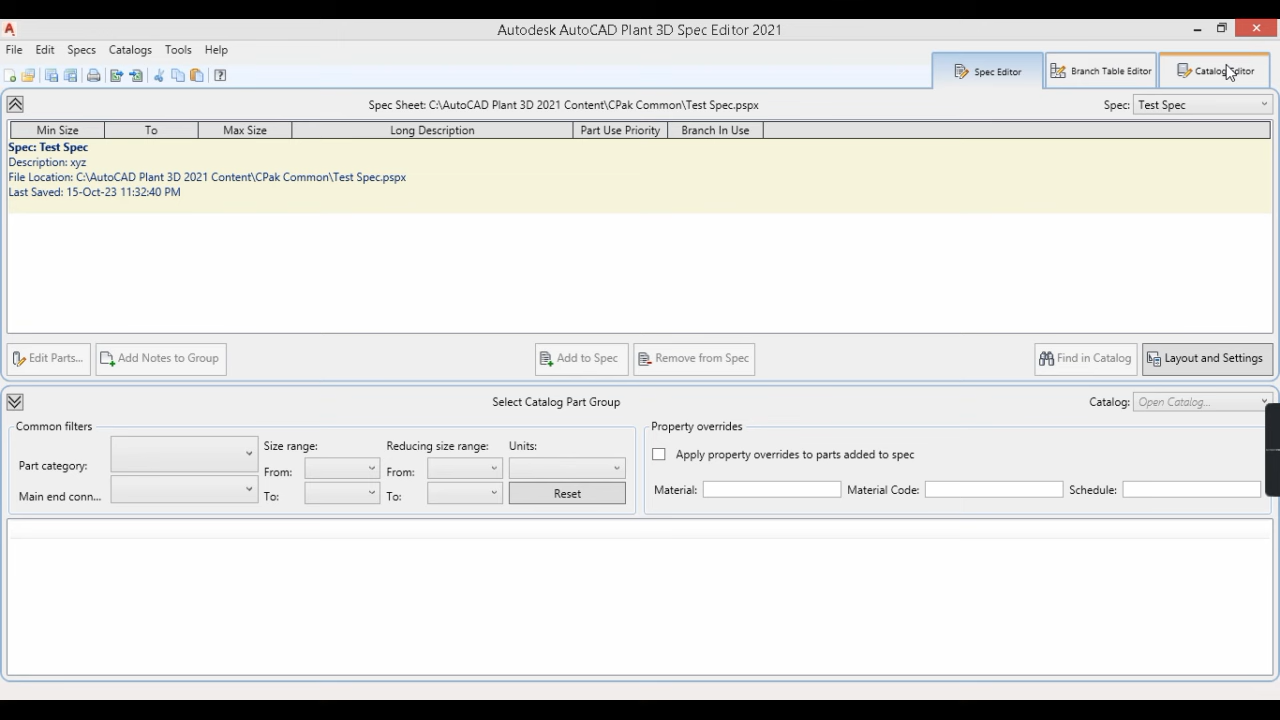 Autodesk AutoCAD Plant 3D Spec Editor 2021
File Edit Specs Catalogs Tools Help
Spec Editor Branch Table Editor Catalog Editor
Spec Sheet: C:\AutoCAD Plant 3D 2021 Content\CPak Common\Test Spec.pspx Spec: Test Spec
Min Size To Max Size Long Description Part Use Priority Branch In Use
Spec: Test Spec
Description: xyz
File Location: C:\AutoCAD Plant 3D 2021 Content\CPak Common\Test Spec.pspx
Last Saved: 15-Oct-23 11:32:40 PM
Edit Parts... Add Notes to Group Add to Spec Remove from Spec Find in Catalog Layout and Settings
Select Catalog Part Group Catalog: Open Catalog...
Common filters Property overrides
Size range: Reducing size range: Units:
Part category: From: From: Apply property overrides to parts added to spec
Main end conn... To: To: Reset Material: Material Code: Schedule: